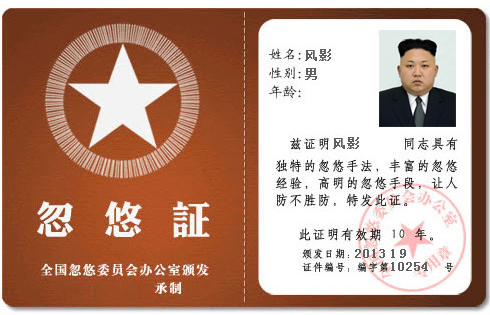 忽悠証
全国忽悠委员会办公室颁发
承制
姓名:风影
性别:男
年龄:
兹证明风影 同志具有
独特的忽悠手法，丰富的忽悠
经验，高明的忽悠手段，让人
防不胜防，特发此证。
此证明有效期 10 年。
颁发日期:2013 1 9
证件编号:编字第10254 号
忽悠委员会办公室
专用章